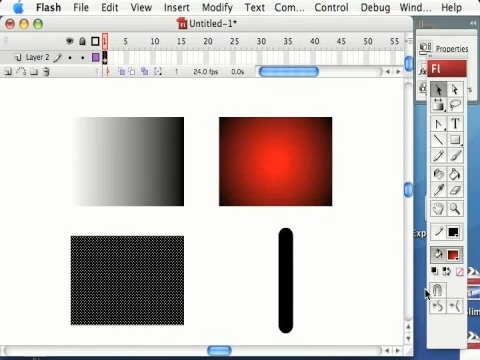 Flash File Edit View Insert Modify Text Com... Control Debug Wind...
Untitled-1*
1 5 10 15 20 25 30 35 40 45 50 55
Layer 2
1 24.0 fps 0.0s
Properties
Fl